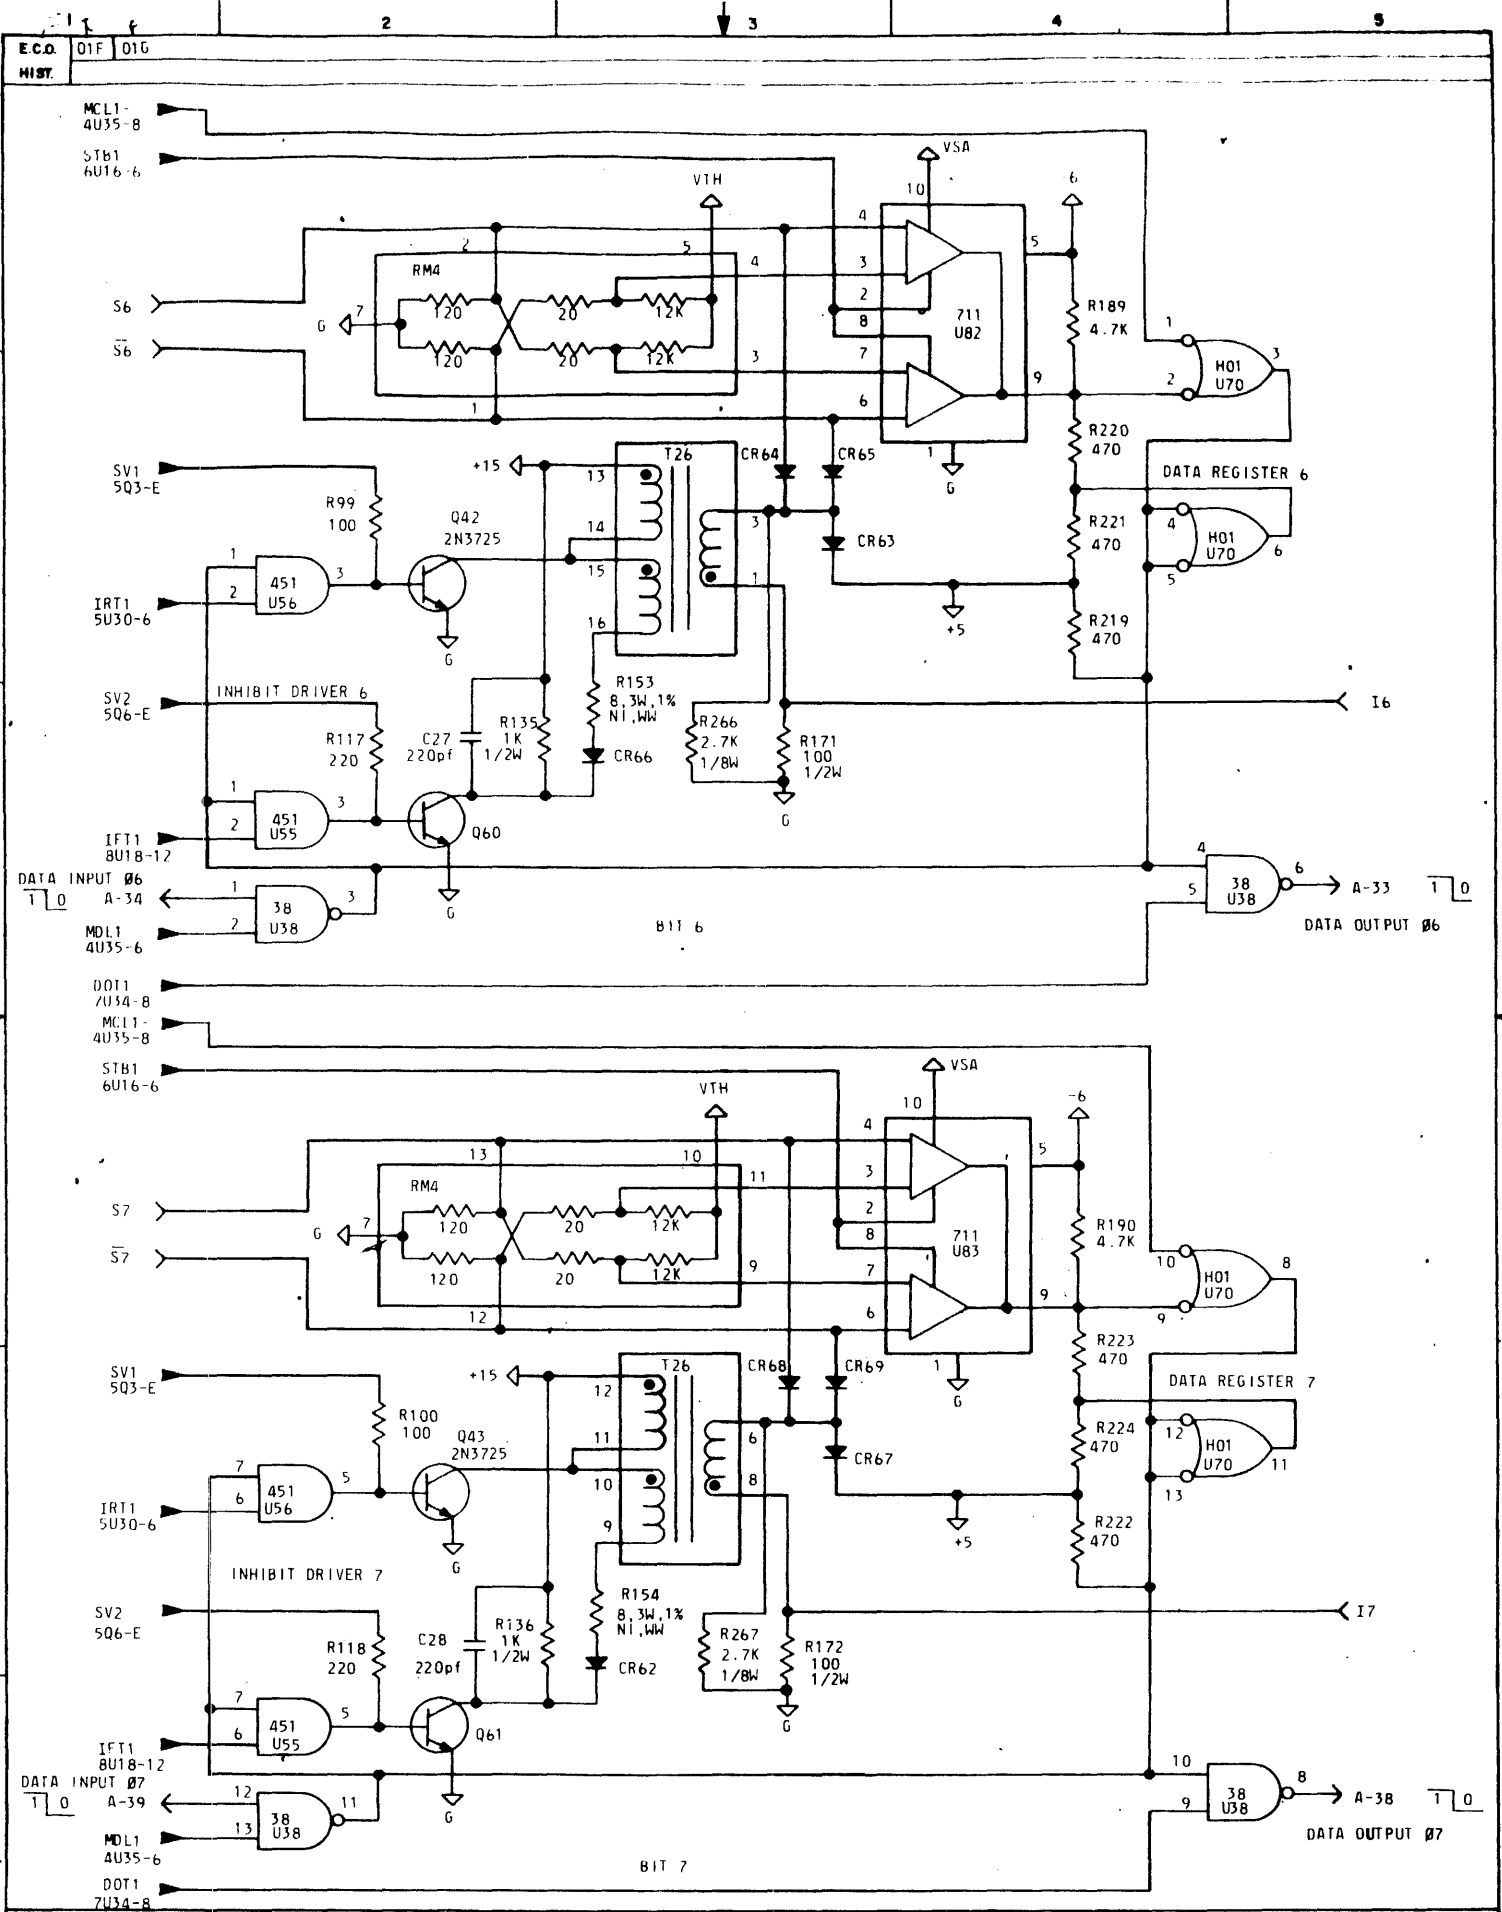 2 3 4 5
E.C.O. 01F 01G
HIST.
MCL1-
4U35-8
STB1
6U16-6
VSA
VTH
10
6
4
2 5
5
4
3
RM4
2
S6
120 20 12K
711
U82
R189
4.7K
G 7
8
1
S̅6̅
120 20 12K
3
7
H01
U70
3
9
2
1
6
R220
470
SV1
5Q3-E
+15
13
T26
CR64 CR65
1
G
DATA REGISTER 6
R99
100
Q42
2N3725
14
3
CR63
R221
470
4
H01
U70
6
5
1
451
U56
3
15
1
2
IRT1
5U30-6
16
+5
R219
470
G
SV2
5Q6-E
INHIBIT DRIVER 6
R153
8.3W,1%
NI,WW
I6
R117
220
C27
220pf
R135
1K
1/2W
CR66
R266
2.7K
1/8W
R171
100
1/2W
1
451
U55
3
Q60
G
2
IFT1
8U18-12
4
DATA INPUT Ø6
1 0 A-34
1
38
U38
3
G
5
38
U38
6
A-33 1 0
MDL1
4U35-6
2
BIT 6
DATA OUTPUT Ø6
DOT1
7U34-8
MCL1-
4U35-8
STB1
6U16-6
VSA
VTH
10
-6
4
13 10
5
11
3
RM4
2
S7
120 20 12K
711
U83
R190
4.7K
G 7
8
10
S̅7̅
120 20 12K
9
7
H01
U70
8
9
9
12
6
R223
470
SV1
5Q3-E
+15
12
T26
CR68 CR69
1
G
DATA REGISTER 7
R100
100
Q43
2N3725
11
6
CR67
R224
470
12
H01
U70
11
13
7
451
U56
5
10
8
6
IRT1
5U30-6
9
+5
R222
470
G
INHIBIT DRIVER 7
SV2
5Q6-E
R154
8.3W,1%
NI,WW
I7
R118
220
C28
220pf
R136
1K
1/2W
CR62
R267
2.7K
1/8W
R172
100
1/2W
7
451
U55
5
Q61
G
6
IFT1
8U18-12
10
DATA INPUT Ø7
1 0 A-39
12
38
U38
11
G
9
38
U38
8
A-38 1 0
MDL1
4U35-6
13
BIT 7
DATA OUTPUT Ø7
DOT1
7U34-8